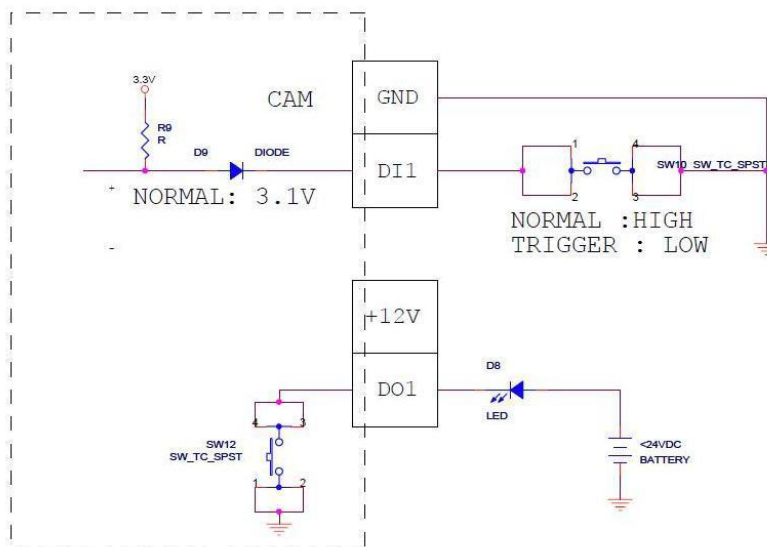 3.3V
R9
R
CAM
GND
D9
DIODE
DI1
1
4
SW10 SW_TC_SPST
2
3
+
NORMAL: 3.1V
-
NORMAL :HIGH
TRIGGER : LOW
+12V
D8
DO1
LED
4
3
SW12
SW_TC_SPST
<24VDC
BATTERY
1
2